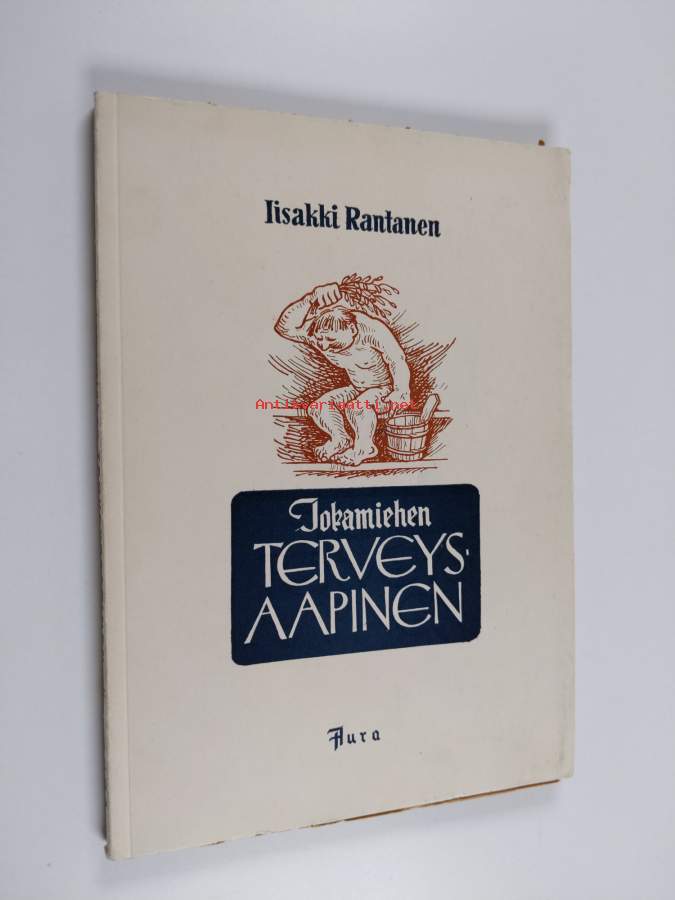 Iisakki Rantanen
Antikvariaatti.net
Jokamiehen
TERVEYS-
AAPINEN
Aura